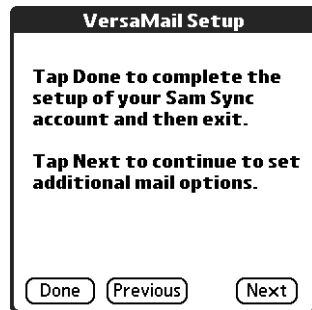 VersaMail Setup
Tap Done to complete the
setup of your Sam Sync
account and then exit.
Tap Next to continue to set
additional mail options.
Done Previous Next